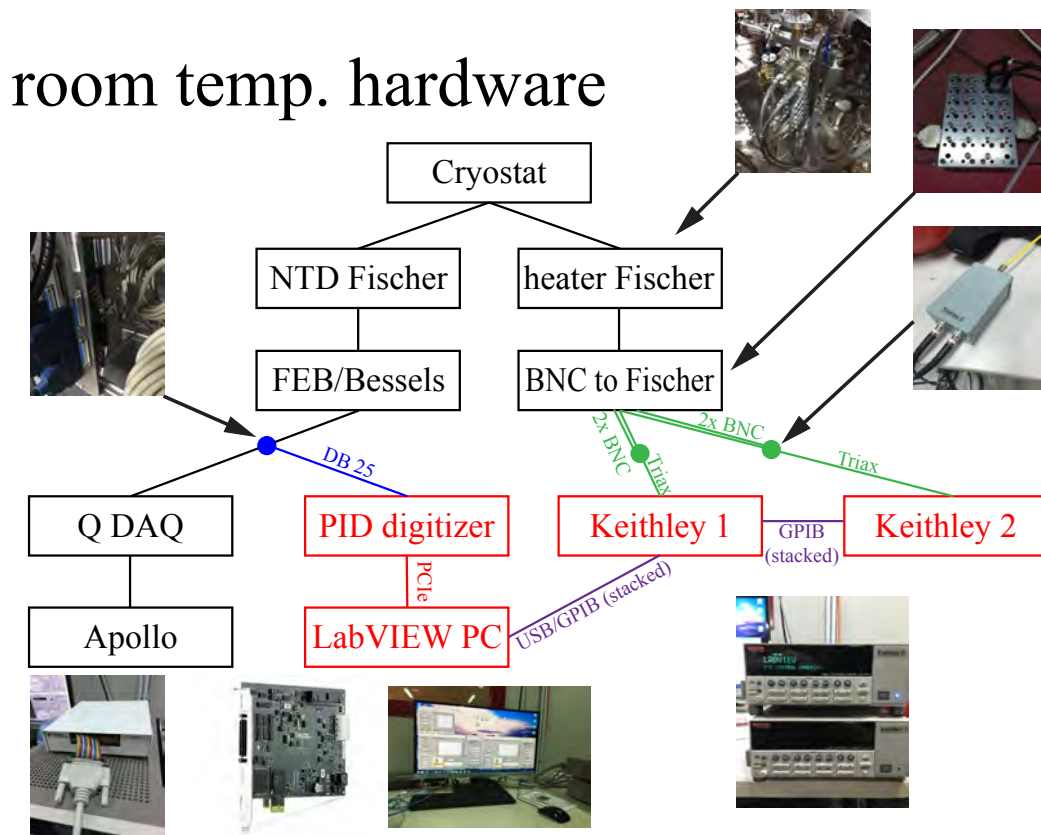 room temp. hardware
Cryostat
NTD Fischer
heater Fischer
FEB/Bessels
BNC to Fischer
2x BNC
2x BNC
DB 25
Triax
Triax
Q DAQ
PID digitizer
Keithley 1
GPIB
(stacked)
Keithley 2
PCIe
USB/GPIB (stacked)
Apollo
LabVIEW PC